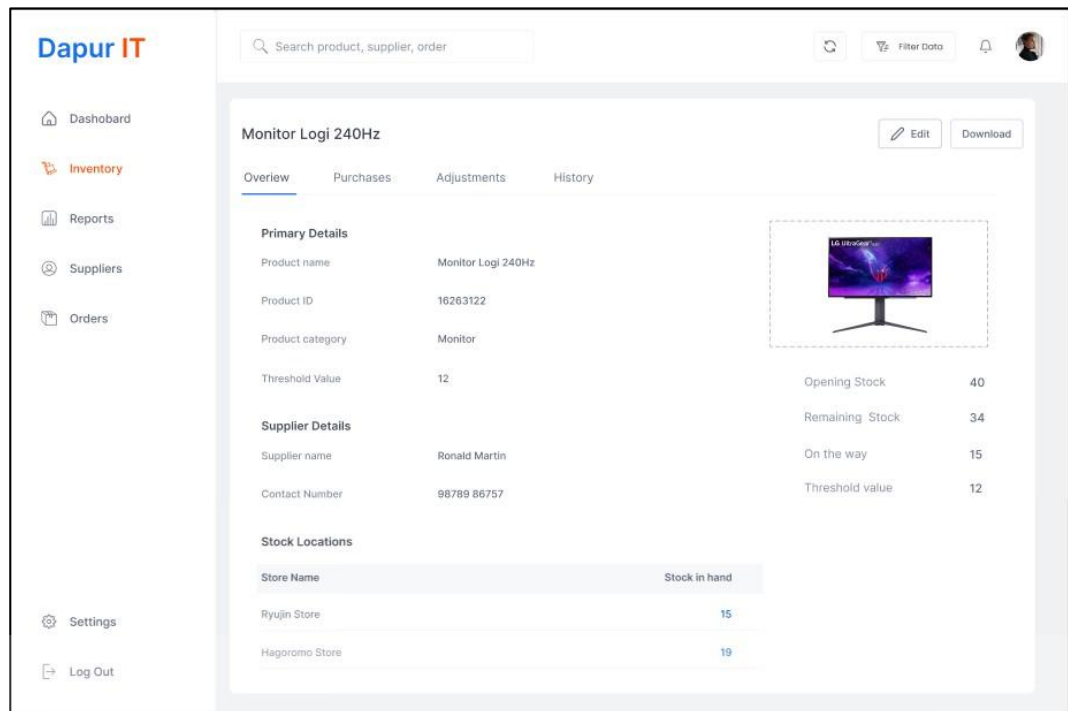 Dapur IT
Search product, supplier, order
Filter Data
Dashobard
Inventory
Reports
Suppliers
Orders
Settings
Log Out
Monitor Logi 240Hz
Edit
Download
Overiew Purchases Adjustments History
Primary Details
Product name Monitor Logi 240Hz
Product ID 16263122
Product category Monitor
Threshold Value 12
Supplier Details
Supplier name Ronald Martin
Contact Number 98789 86757
Stock Locations
Store Name Stock in hand
Ryujin Store 15
Hagoromo Store 19
LG UltraGear
Opening Stock 40
Remaining Stock 34
On the way 15
Threshold value 12